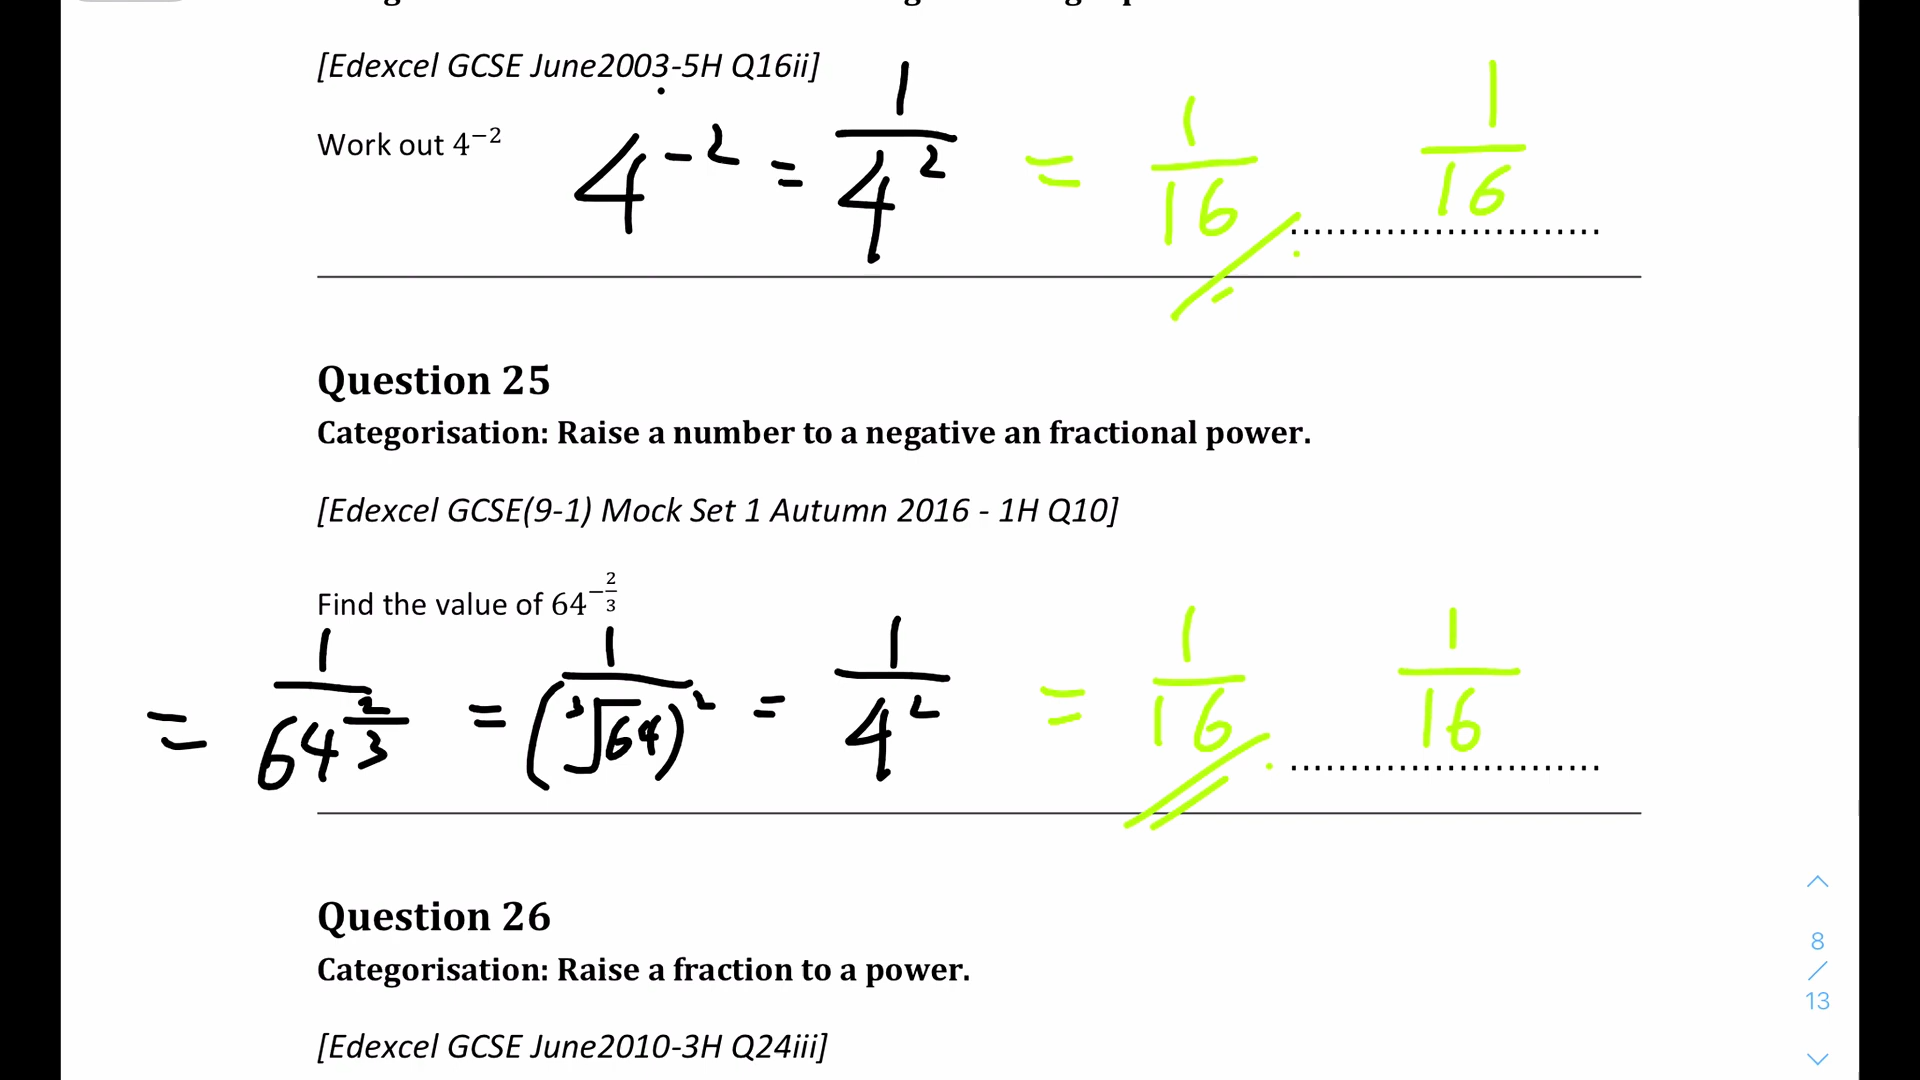 [Edexcel GCSE June2003-5H Q16ii]
Work out 4⁻² 4⁻² = 1/4² = 1/16 1/16
..........................
Question 25
Categorisation: Raise a number to a negative an fractional power.
[Edexcel GCSE(9-1) Mock Set 1 Autumn 2016 - 1H Q10]
Find the value of 64^(-2/3)
= 1/64^(2/3) = 1/(³√64)² = 1/4² = 1/16 1/16
..........................
Question 26
Categorisation: Raise a fraction to a power.
[Edexcel GCSE June2010-3H Q24iii]
8
/
13